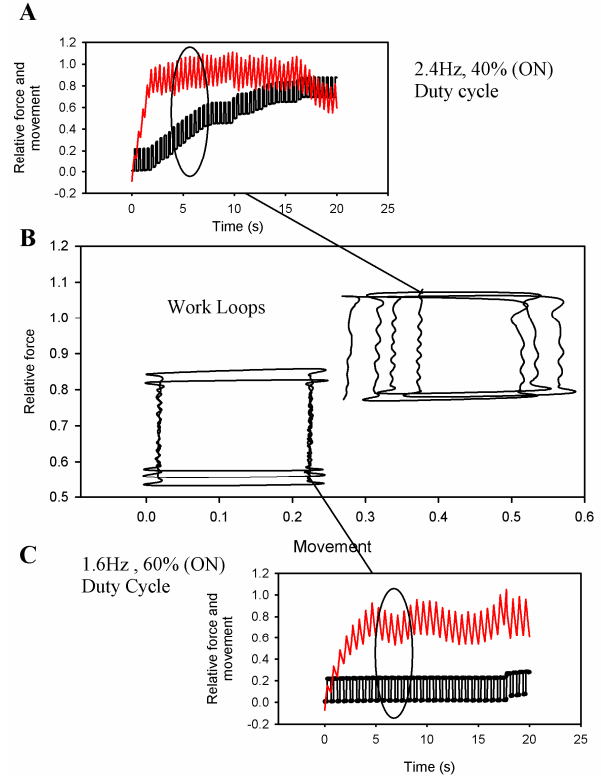 A
1.2
1.0
0.8
0.6
0.4
0.2
0.0
-0.2
Relative force and
movement
0 5 10 15 20 25
Time (s)
2.4Hz, 40% (ON)
Duty cycle
B
1.2
1.1
1.0
0.9
0.8
0.7
0.6
0.5
Relative force
Work Loops
0.0 0.1 0.2 0.3 0.4 0.5 0.6
Movement
C
1.6Hz , 60% (ON)
Duty Cycle
1.2
1.0
0.8
0.6
0.4
0.2
0.0
-0.2
Relative force and
movement
0 5 10 15 20 25
Time (s)